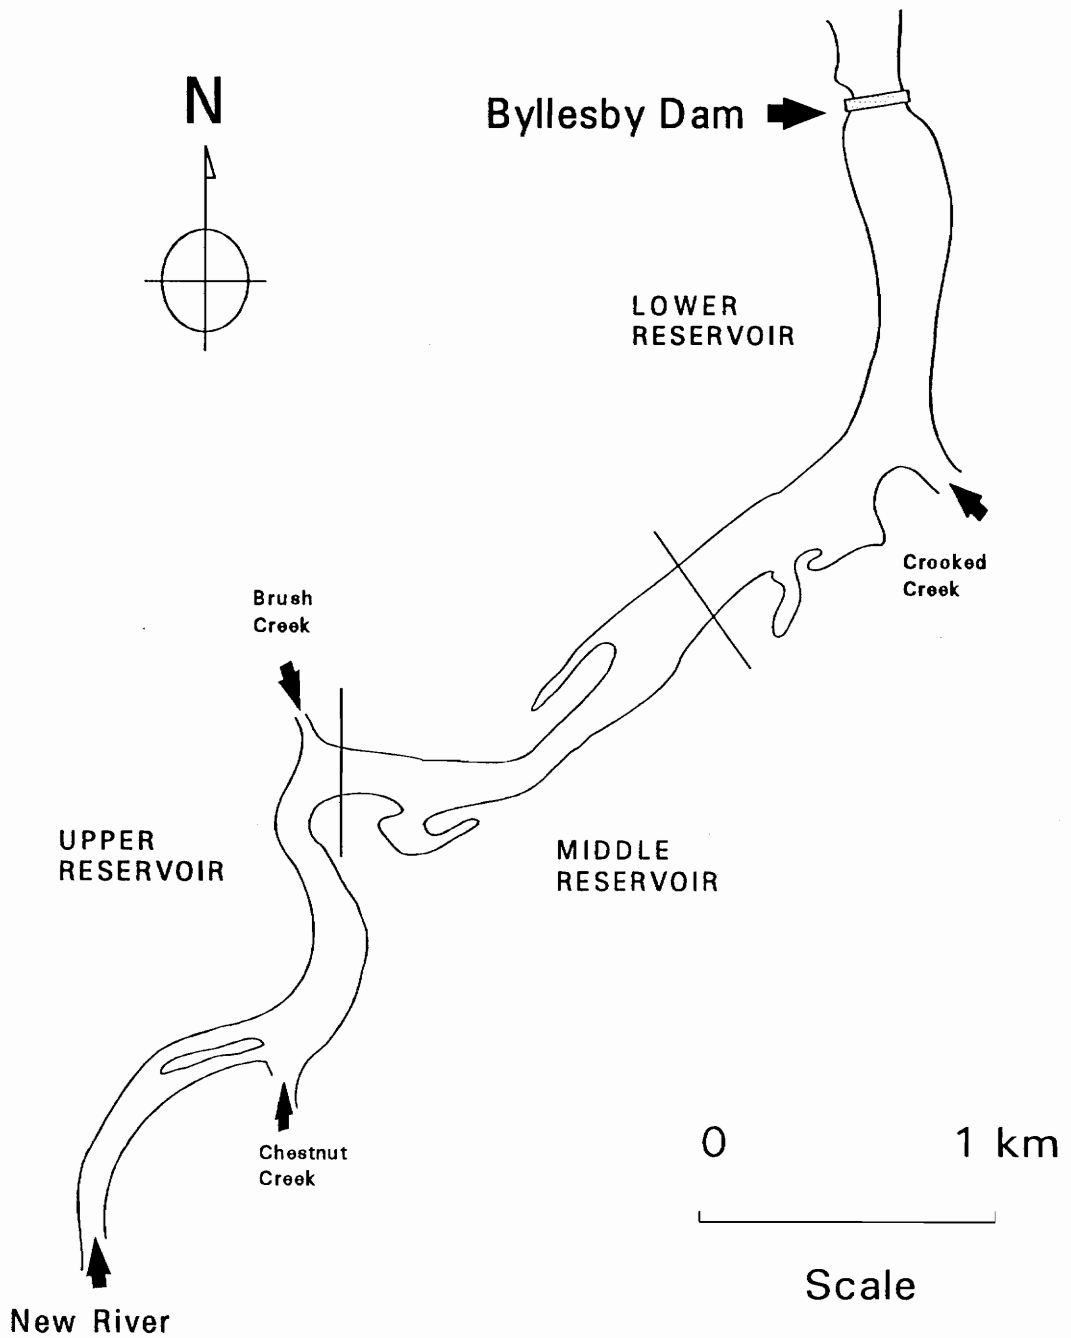 N
Byllesby Dam
LOWER
RESERVOIR
Crooked
Creek
Brush
Creek
UPPER
RESERVOIR
MIDDLE
RESERVOIR
Chestnut
Creek
0 1 km
Scale
New River